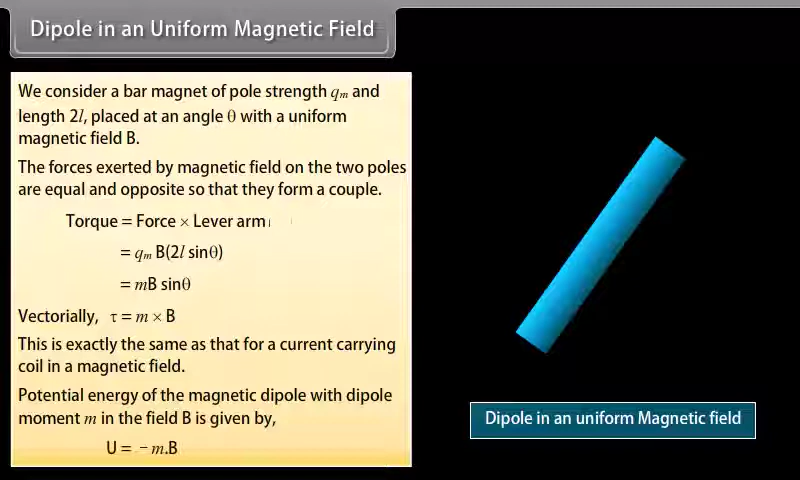 Dipole in an Uniform Magnetic Field
We consider a bar magnet of pole strength qm and
length 2l, placed at an angle θ with a uniform
magnetic field B.
The forces exerted by magnetic field on the two poles
are equal and opposite so that they form a couple.
Torque = Force × Lever arm
= qm B(2l sinθ)
= mB sinθ
Vectorially, τ = m × B
This is exactly the same as that for a current carrying
coil in a magnetic field.
Potential energy of the magnetic dipole with dipole
moment m in the field B is given by,
U = − m.B
Dipole in an uniform Magnetic field